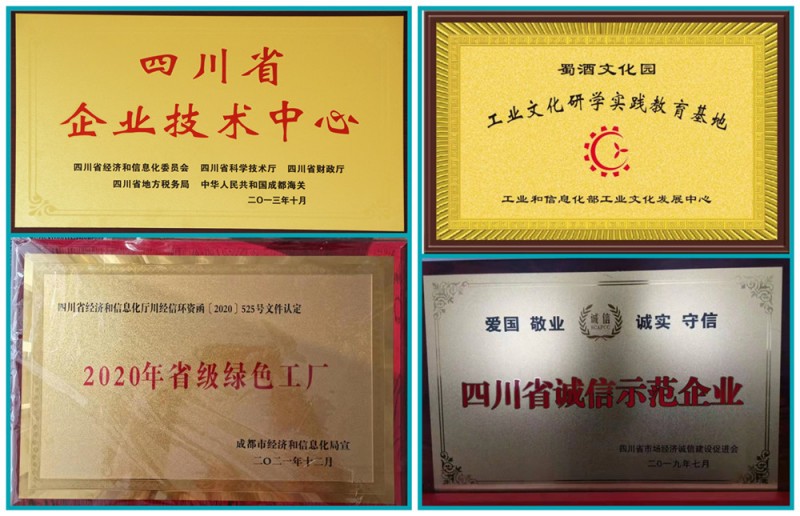 四川省
企业技术中心
四川省经济和信息化委员会 四川省科学技术厅 四川省财政厅
四川省地方税务局 中华人民共和国成都海关
二〇一三年十月
蜀酒文化园
工业文化研学实践教育基地
工业和信息化部工业文化发展中心
四川省经济和信息化厅川经信环资函〔2020〕525号文件认定
2020年省级绿色工厂
成都市经济和信息化局宣
二〇二一年十二月
爱国 敬业 诚信 诚实 守信
四川省诚信示范企业
四川省市场经济诚信建设促进会
二〇一九年七月